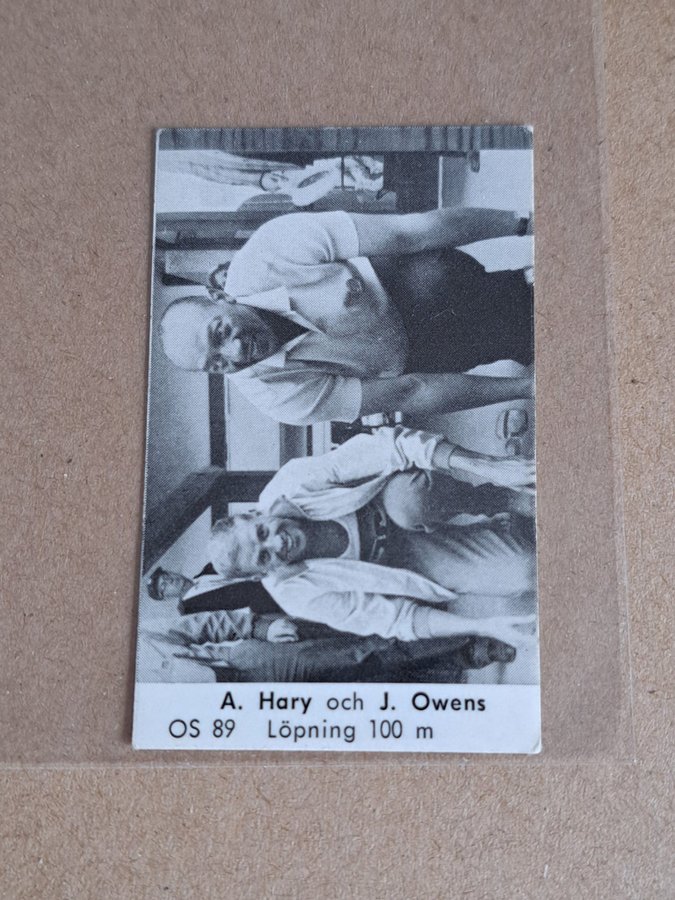 A. Hary och J. Owens
OS 89 Löpning 100 m